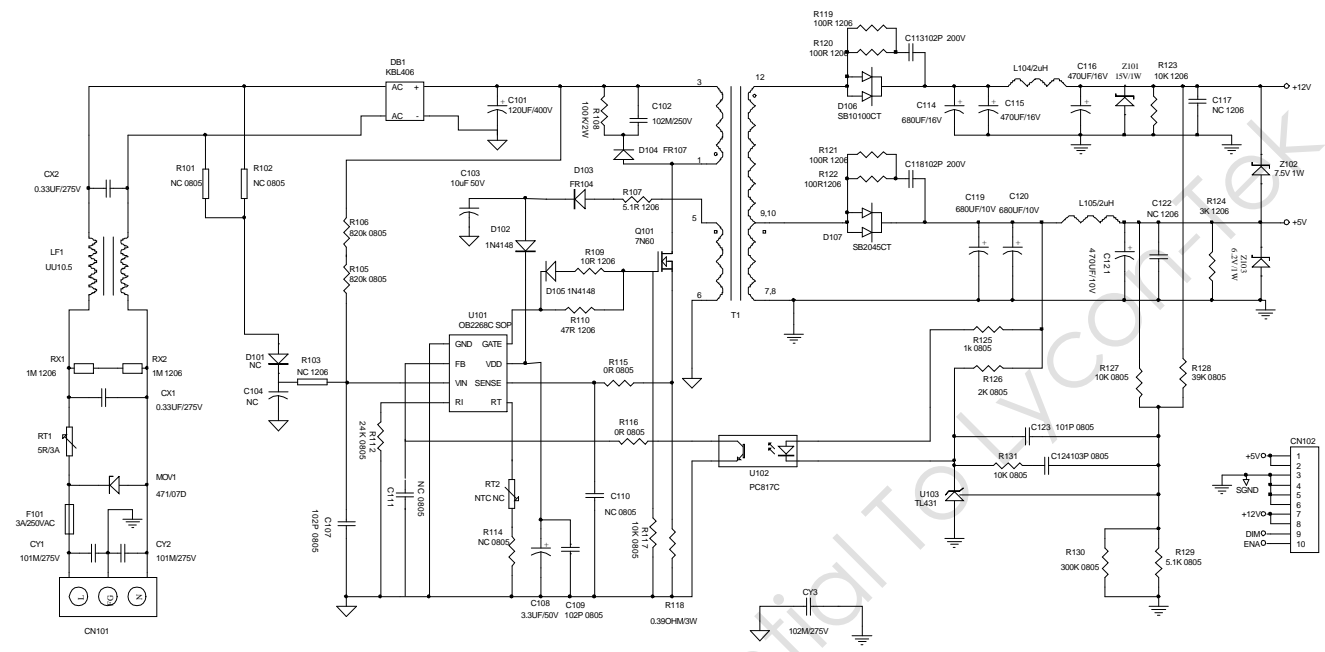 R119
100R 1206
R120
100R 1206
C113102P 200V
DB1
KBL406
AC +
AC -
C101
120UF/400V
R108
100K/2W
C102
102M/250V
D104 FR107
3
1
12
D106
SB10100CT
C114
680UF/16V
L104/2uH
C115
470UF/16V
C116
470UF/16V
Z101
15V/1W
R123
10K 1206
C117
NC 1206
+12V
CX2
0.33UF/275V
R101
NC 0805
R102
NC 0805
C103
10uF 50V
D103
FR104
R107
5.1R 1206
5
R121
100R 1206
R122
100R1206
C118102P 200V
9,10
D107
SB2045CT
C119
680UF/10V
C120
680UF/10V
L105/2uH
C121
470UF/10V
C122
NC 1206
R124
3K 1206
Z102
7.5V 1W
+5V
Z103
6.2V/1W
LF1
UU10.5
R106
820k 0805
R105
820k 0805
D102
1N4148
R109
10R 1206
D105 1N4148
R110
47R 1206
Q101
7N60
6
T1
7,8
U101
OB2268C SOP
GND GATE
FB VDD
VIN SENSE
RI RT
RX1
1M 1206
RX2
1M 1206
CX1
0.33UF/275V
D101
NC
C104
NC
R103
NC 1206
R115
0R 0805
R116
0R 0805
R112
24K 0805
R125
1k 0805
R126
2K 0805
R127
10K 0805
R128
39K 0805
RT1
5R/3A
MOV1
471/07D
F101
3A/250VAC
CY1
101M/275V
CY2
101M/275V
L
N
CN101
C107
102P 0805
C111
NC 0805
RT2
NTC NC
R114
NC 0805
C108
3.3UF/50V
C109
102P 0805
C110
NC 0805
R117
10K 0805
R118
0.39OHM/3W
U102
PC817C
C123 101P 0805
R131
10K 0805
C124103P 0805
U103
TL431
R130
300K 0805
R129
5.1K 0805
CY3
102M/275V
CN102
+5V
SGND
+12V
DIM
ENA
1
2
3
4
5
6
7
8
9
10
ntial To Lycon-Tek